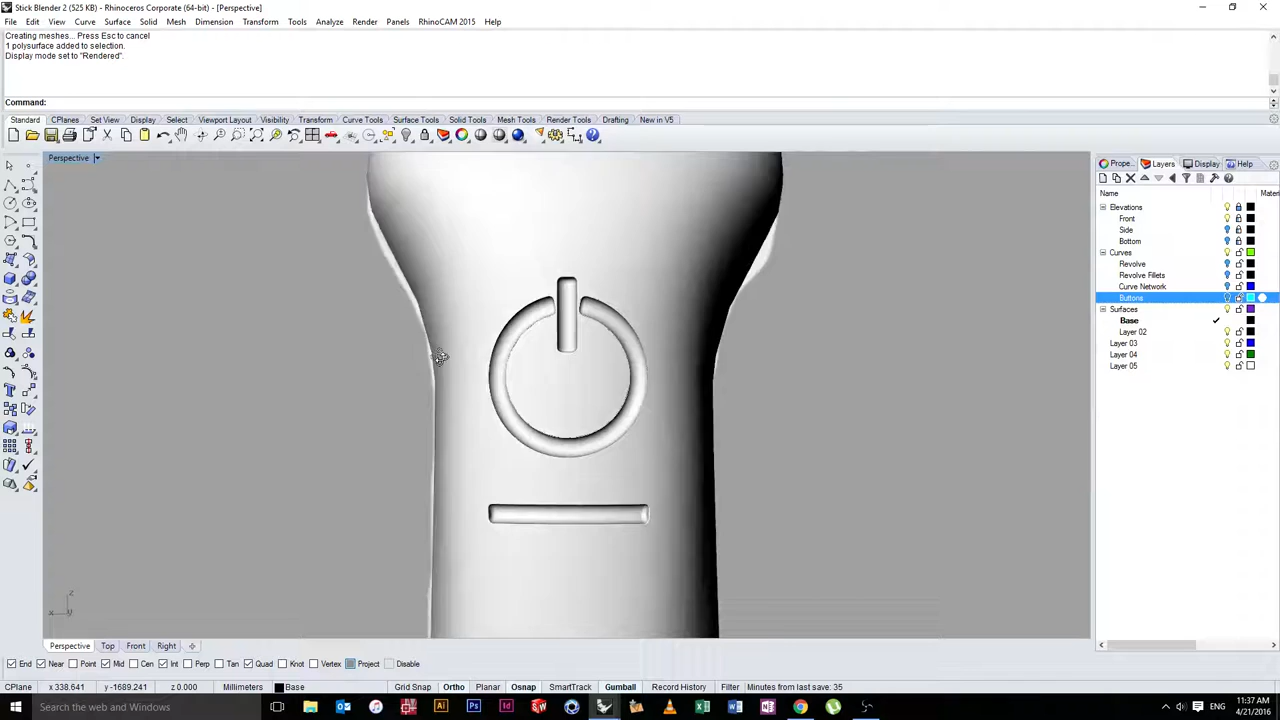 Stick Blender 2 (525 KB) - Rhinoceros Corporate (64-bit) - [Perspective]
File Edit View Curve Surface Solid Mesh Dimension Transform Tools Analyze Render Panels RhinoCAM 2015 Help
Creating meshes... Press Esc to cancel
1 polysurface added to selection.
Display mode set to "Rendered".
Command:
Standard CPlanes Set View Display Select Viewport Layout Visibility Transform Curve Tools Surface Tools Solid Tools Mesh Tools Render Tools Drafting New in V5
Perspective
Prope... Layers Display Help
Name Materi
Elevations
Front
Side
Bottom
Curves
Revolve
Revolve Fillets
Curve Network
Buttons
Surfaces
Base
Layer 02
Layer 03
Layer 04
Layer 05
z
x y
Perspective Top Front Right
End Near Point Mid Cen Int Perp Tan Quad Knot Vertex Project Disable
CPlane x 338.641 y -1689.241 z 0.000 Millimeters Base Grid Snap Ortho Planar Osnap SmartTrack Gumball Record History Filter Minutes from last save: 35
Search the web and Windows
11:37 AM
4/21/2016